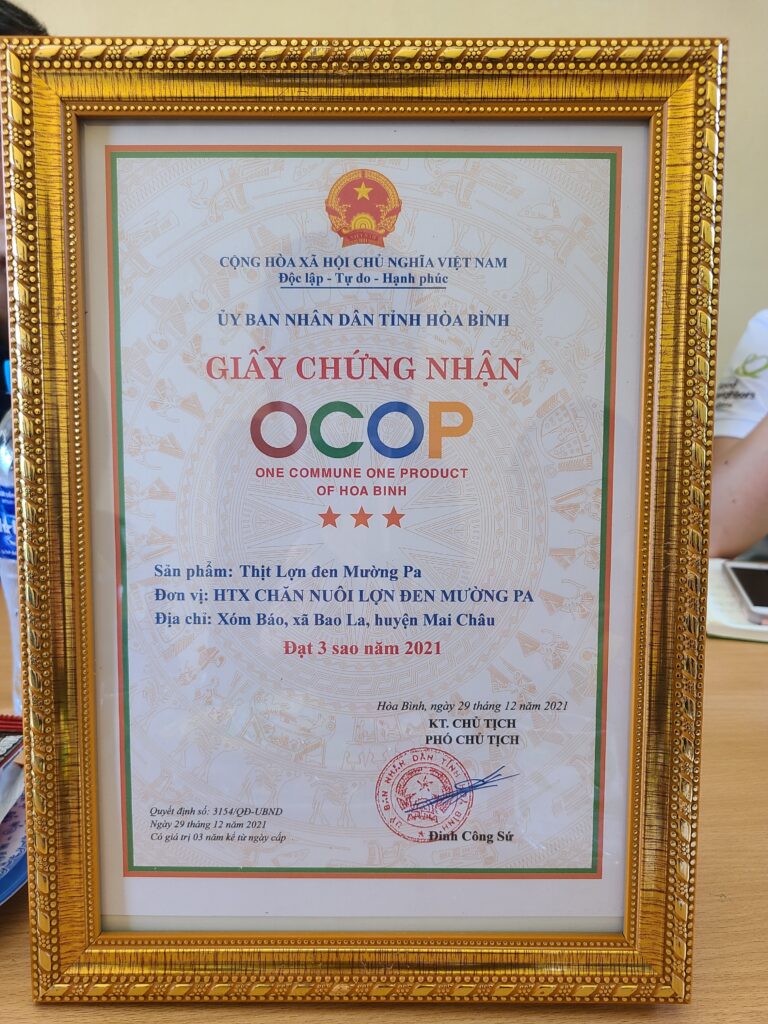 CỘNG HÒA XÃ HỘI CHỦ NGHĨA VIỆT NAM
Độc lập - Tự do - Hạnh phúc
ỦY BAN NHÂN DÂN TỈNH HÒA BÌNH
GIẤY CHỨNG NHẬN
OCOP
ONE COMMUNE ONE PRODUCT
OF HOA BINH
Sản phẩm: Thịt Lợn đen Mường Pa
Đơn vị: HTX CHĂN NUÔI LỢN ĐEN MƯỜNG PA
Địa chỉ: Xóm Báo, xã Bao La, huyện Mai Châu
Đạt 3 sao năm 2021
Hòa Bình, ngày 29 tháng 12 năm 2021
KT. CHỦ TỊCH
PHÓ CHỦ TỊCH
ỦY BAN NHÂN DÂN TỈNH
Đinh Công Sứ
Quyết định số: 3154/QĐ-UBND
Ngày 29 tháng 12 năm 2021
Có giá trị 03 năm kể từ ngày cấp